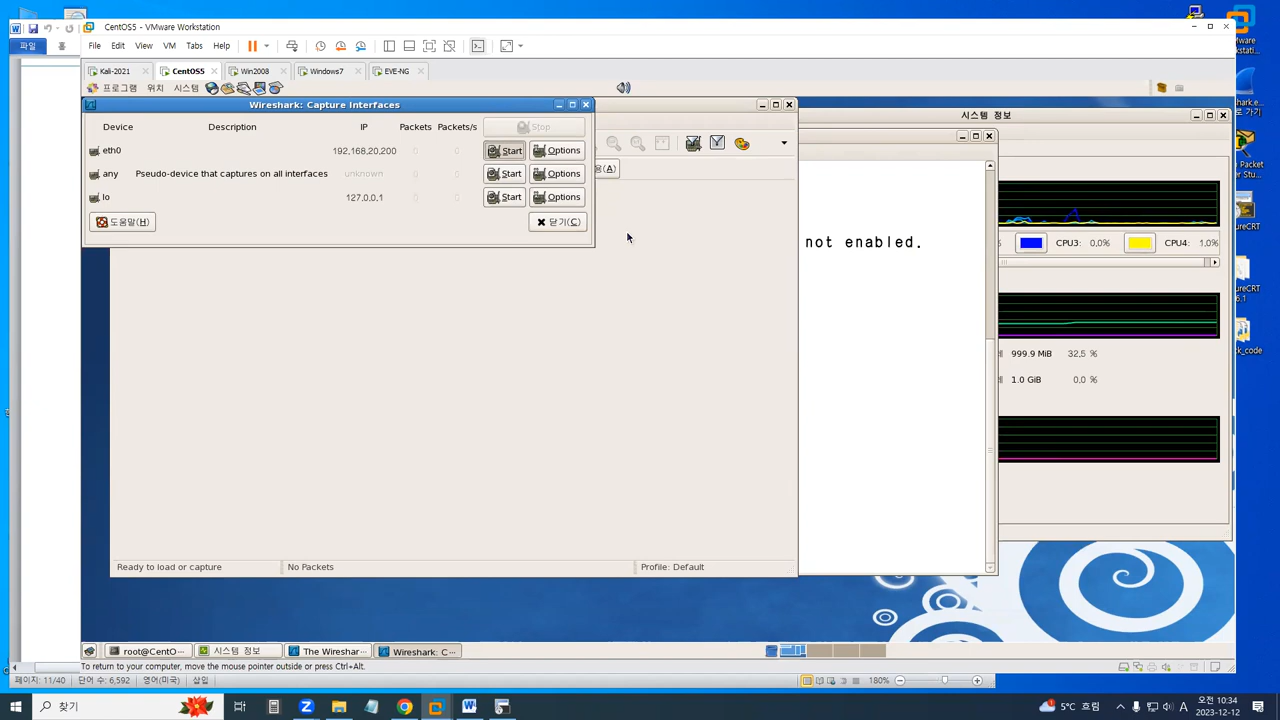 CentOS5 - VMware Workstation
파일
File Edit View VM Tabs Help
Kali-2021 CentOS5 Win2008 Windows7 EVE-NG
프로그램 위치 시스템
Wireshark: Capture Interfaces
시스템 정보
Device Description IP Packets Packets/s Stop
eth0 192,168,20,200 0 0 Start Options
any Pseudo-device that captures on all interfaces unknown 0 0 Start Options
lo 127.0.0.1 0 0 Start Options
도움말(H) 닫기(C)
not enabled.
CPU3: 0,0% CPU4: 1,0%
999.9 MiB 32,5 %
1.0 GiB 0,0 %
Ready to load or capture No Packets Profile: Default
root@CentO... 시스템 정보 The Wireshar... Wireshark: C...
To return to your computer, move the mouse pointer outside or press Ctrl+Alt.
페이지: 11/40 단어 수: 6,592 영어(미국) 삽입 180%
찾기 5°C 흐림 A 오전 10:34
2023-12-12